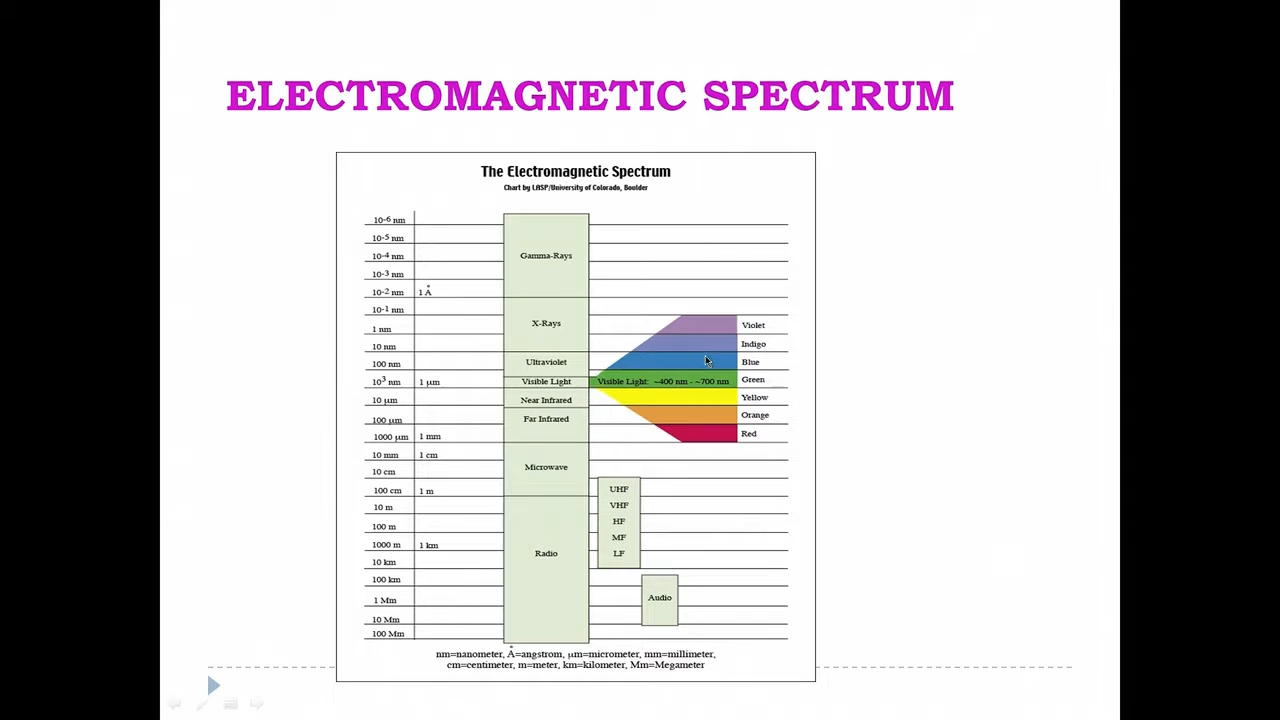 ELECTROMAGNETIC SPECTRUM
The Electromagnetic Spectrum
Chart by LASP/University of Colorado, Boulder
10-6 nm
10-5 nm
10-4 nm
10-3 nm
10-2 nm 1 Å
10-1 nm
1 nm
10 nm
100 nm
10³ nm 1 µm
10 µm
100 µm
1000 µm 1 mm
10 mm 1 cm
10 cm
100 cm 1 m
10 m
100 m
1000 m 1 km
10 km
100 km
1 Mm
10 Mm
100 Mm
Gamma-Rays
X-Rays
Ultraviolet
Visible Light
Near Infrared
Far Infrared
Microwave
Radio
Visible Light: ~400 nm - ~700 nm
Violet
Indigo
Blue
Green
Yellow
Orange
Red
UHF
VHF
HF
MF
LF
Audio
nm=nanometer, Å=angstrom, µm=micrometer, mm=millimeter,
cm=centimeter, m=meter, km=kilometer, Mm=Megameter